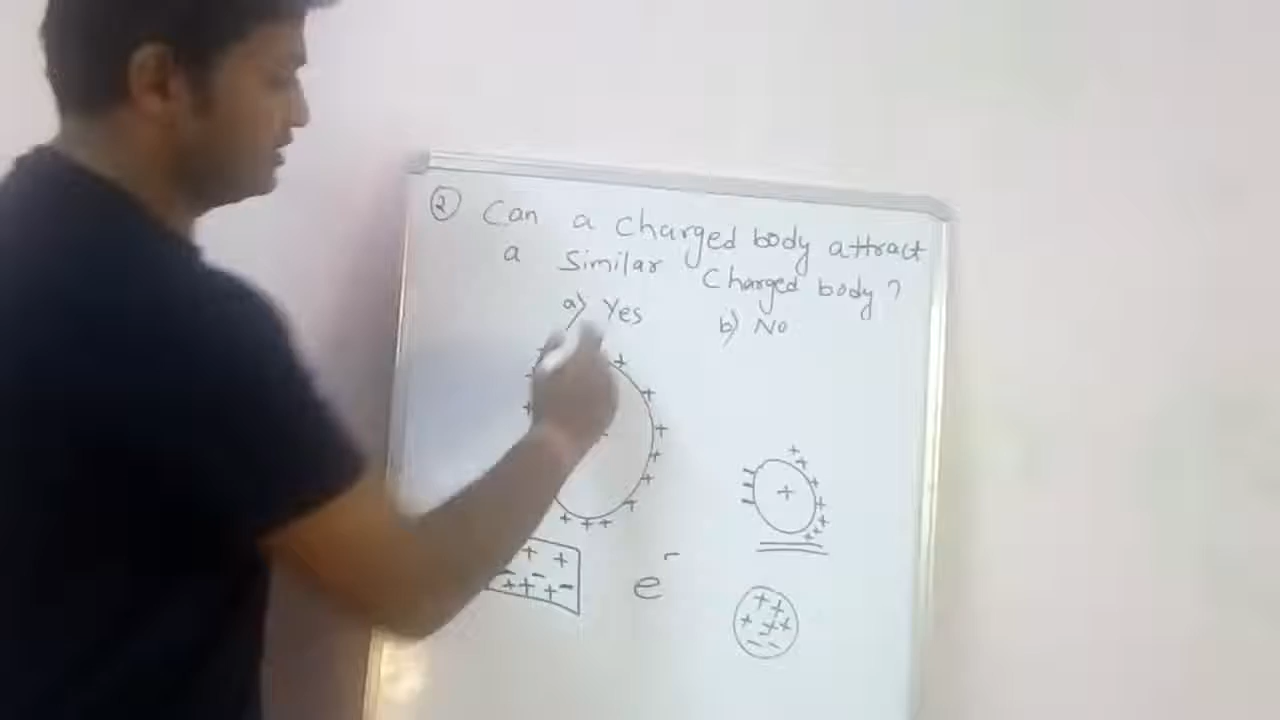 ② Can a charged body attract
a Similar Charged body?
a) Yes b) No
+
e⁻